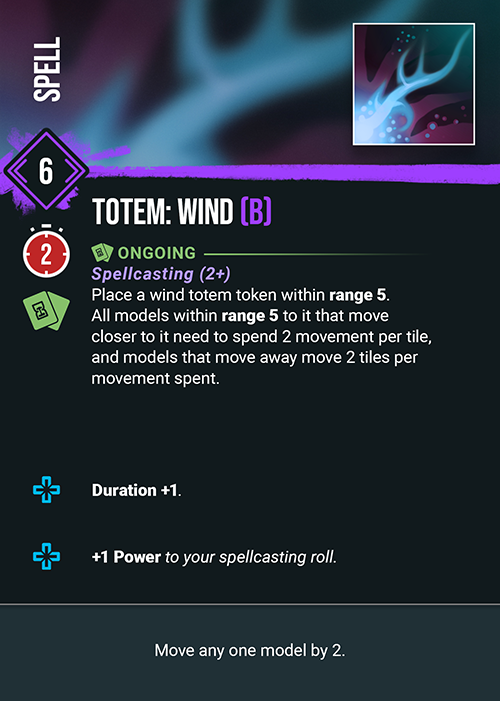 SPELL
6
TOTEM: WIND (B)
2
ONGOING
Spellcasting (2+)
Place a wind totem token within range 5.
All models within range 5 to it that move
closer to it need to spend 2 movement per tile,
and models that move away move 2 tiles per
movement spent.
Duration +1.
+1 Power to your spellcasting roll.
Move any one model by 2.